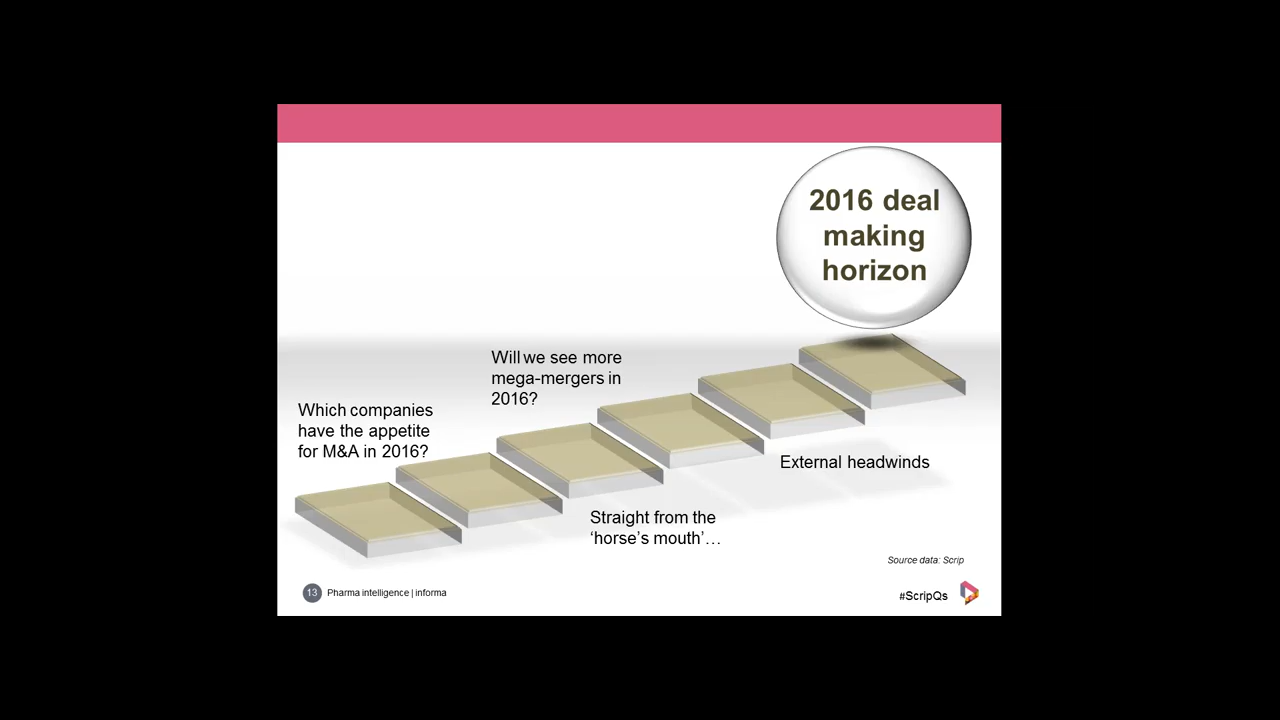 2016 deal
making
horizon
Will we see more
mega-mergers in
2016?
Which companies
have the appetite
for M&A in 2016?
External headwinds
Straight from the
‘horse’s mouth’…
Source data: Scrip
13 Pharma intelligence | informa
#ScripQs